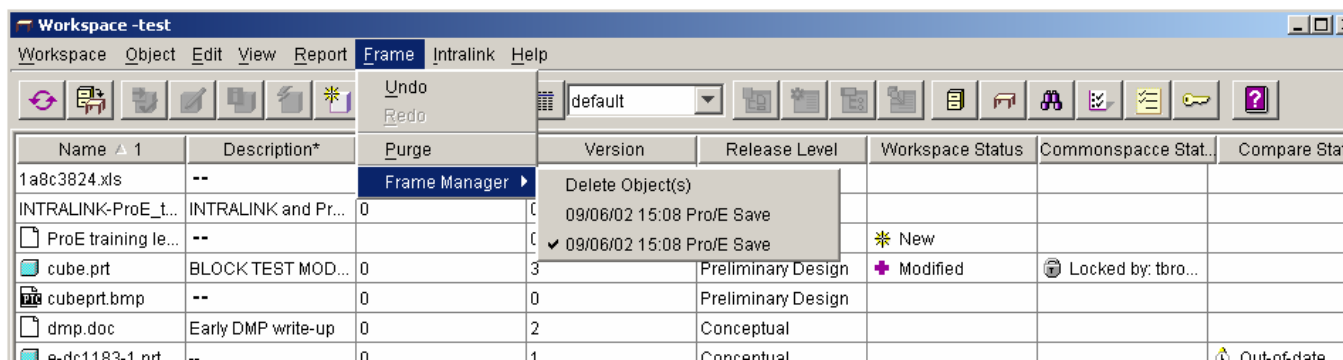 Workspace -test
Workspace Object Edit View Report Frame Intralink Help
default
Undo
Redo
Purge
Frame Manager
Delete Object(s)
09/06/02 15:08 Pro/E Save
09/06/02 15:08 Pro/E Save
Name 1 Description* Version Release Level Workspace Status Commonspacce Stat... Compare Sta
1a8c3824.xls --
INTRALINK-ProE_t... INTRALINK and Pr... 0
ProE training le... -- New
cube.prt BLOCK TEST MOD... 0 3 Preliminary Design Modified Locked by: tbro...
cubeprt.bmp -- 0 0 Preliminary Design
dmp.doc Early DMP write-up 0 2 Conceptual
e-dc1183-1.prt -- 0 1 Conceptual Out-of-date